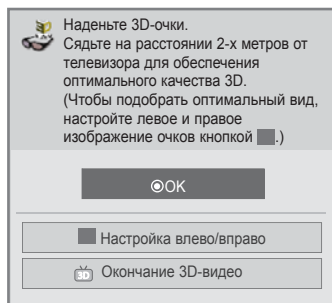 Наденьте 3D-очки.
Сядьте на расстоянии 2-х метров от
телевизора для обеспечения
оптимального качества 3D.
(Чтобы подобрать оптимальный вид,
настройте левое и правое
изображение очков кнопкой .)
OK
Настройка влево/вправо
3D Окончание 3D-видео